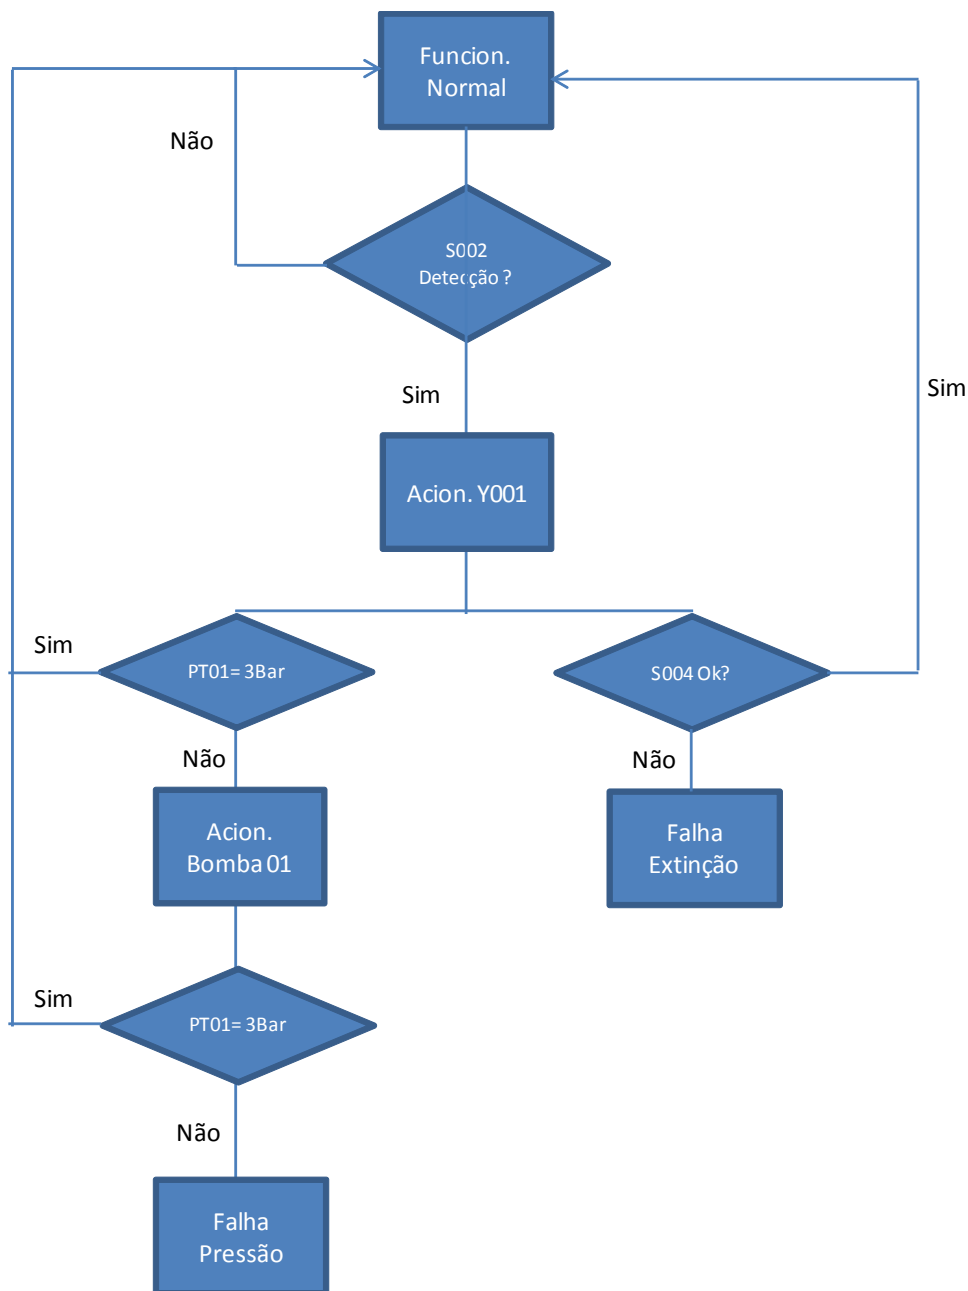 Funcion.
Normal
Não
S002
Detecção ?
Sim
Sim
Acion. Y001
Sim
PT01= 3Bar
S004 Ok?
Não
Não
Acion.
Bomba 01
Falha
Extinção
Sim
PT01= 3Bar
Não
Falha
Pressão